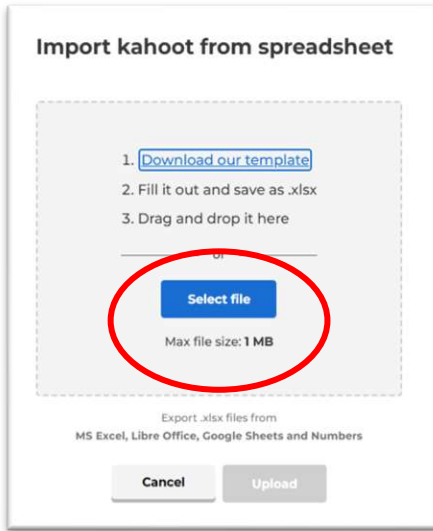 Import kahoot from spreadsheet
1. Download our template
2. Fill it out and save as .xlsx
3. Drag and drop it here
or
Select file
Max file size: 1 MB
Export .xlsx files from
MS Excel, Libre Office, Google Sheets and Numbers
Cancel
Upload